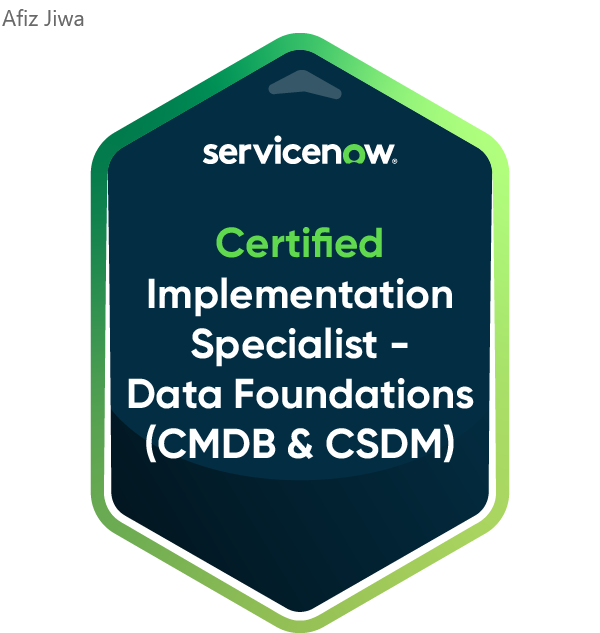 Afiz Jiwa
servicenow®
Certified
Implementation
Specialist -
Data Foundations
(CMDB & CSDM)